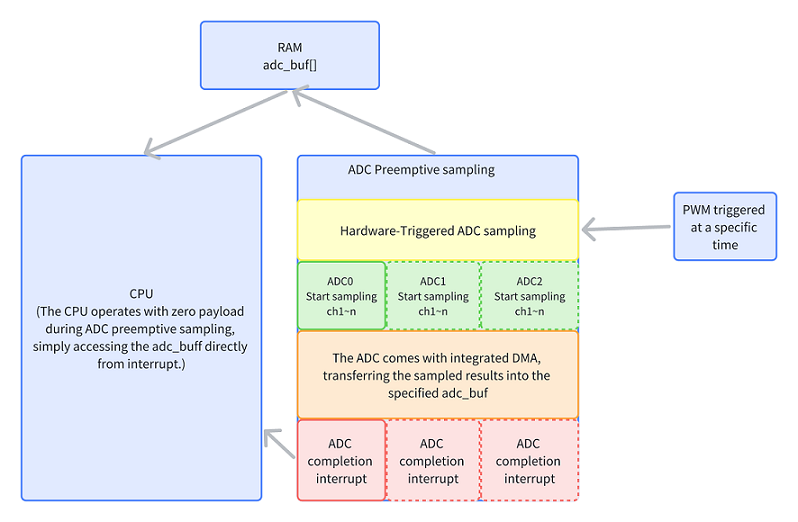 RAM
adc_buf[]
ADC Preemptive sampling
Hardware-Triggered ADC sampling
PWM triggered
at a specific
time
ADC0
Start sampling
ch1~n
ADC1
Start sampling
ch1~n
ADC2
Start sampling
ch1~n
CPU
(The CPU operates with zero payload
during ADC preemptive sampling,
simply accessing the adc_buff directly
from interrupt.)
The ADC comes with integrated DMA,
transferring the sampled results into the
specified adc_buf
ADC
completion
interrupt
ADC
completion
interrupt
ADC
completion
interrupt